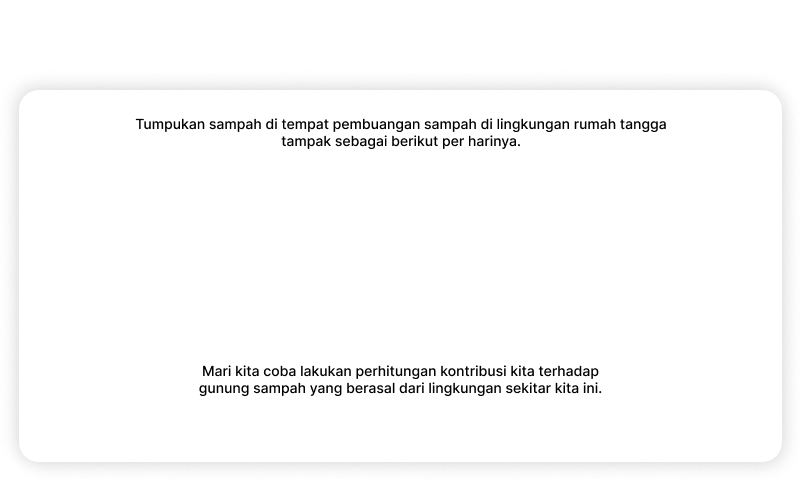 Tumpukan sampah di tempat pembuangan sampah di lingkungan rumah tangga
tampak sebagai berikut per harinya.
Mari kita coba lakukan perhitungan kontribusi kita terhadap
gunung sampah yang berasal dari lingkungan sekitar kita ini.